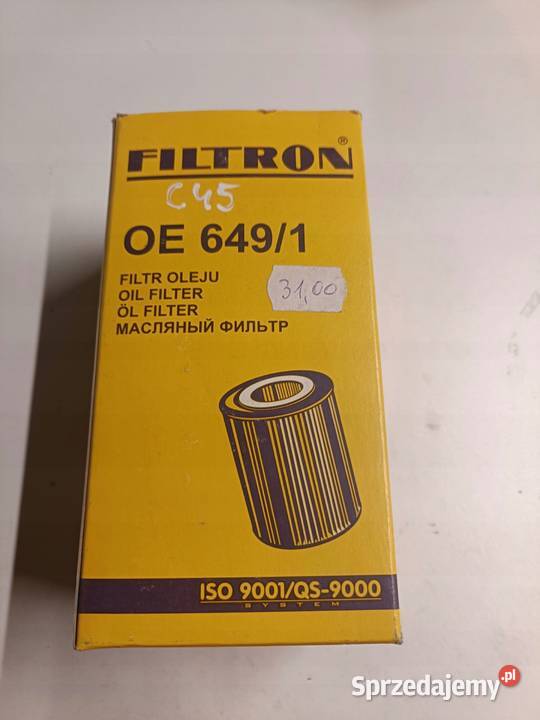 FILTRON®
C45
OE 649/1
FILTR OLEJU
OIL FILTER
ÖL FILTER
МАСЛЯНЫЙ ФИЛЬТР
31,00
ISO 9001/QS-9000
SYSTEM
Sprzedajemy.pl